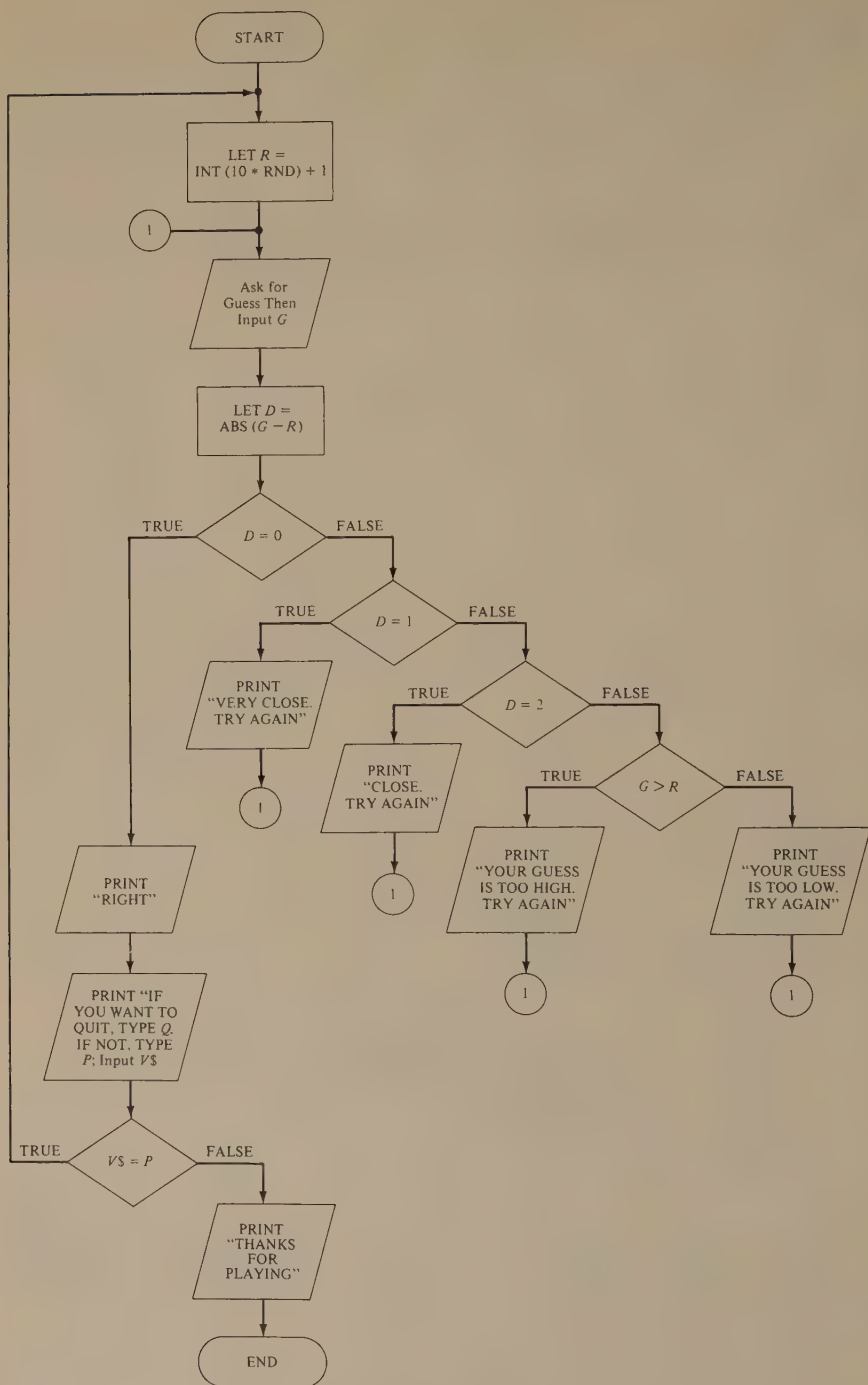 START
LET R =
INT (10 * RND) + 1
1
Ask for
Guess Then
Input G
LET D =
ABS (G – R)
TRUE
D = 0
FALSE
TRUE
D = 1
FALSE
PRINT
“VERY CLOSE.
TRY AGAIN”
1
TRUE
D = 2
FALSE
PRINT
“CLOSE.
TRY AGAIN”
1
TRUE
G > R
FALSE
PRINT
“YOUR GUESS
IS TOO HIGH.
TRY AGAIN”
1
PRINT
“YOUR GUESS
IS TOO LOW.
TRY AGAIN”
1
PRINT
“RIGHT”
PRINT “IF
YOU WANT TO
QUIT, TYPE Q.
IF NOT, TYPE
P; Input V$
TRUE
V$ = P
FALSE
PRINT
“THANKS
FOR
PLAYING”
END